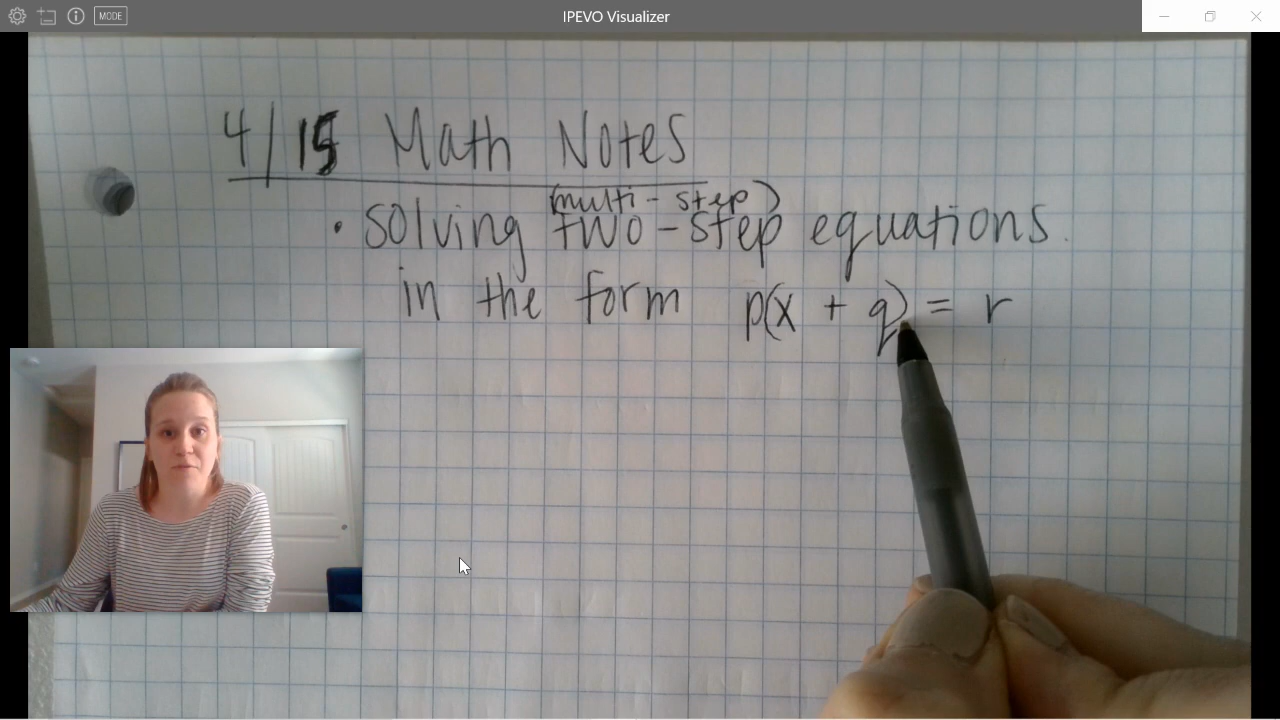 MODE
IPEVO Visualizer
4/15 Math Notes
(multi-step)
• solving two-step equations
in the form p(x + q) = r